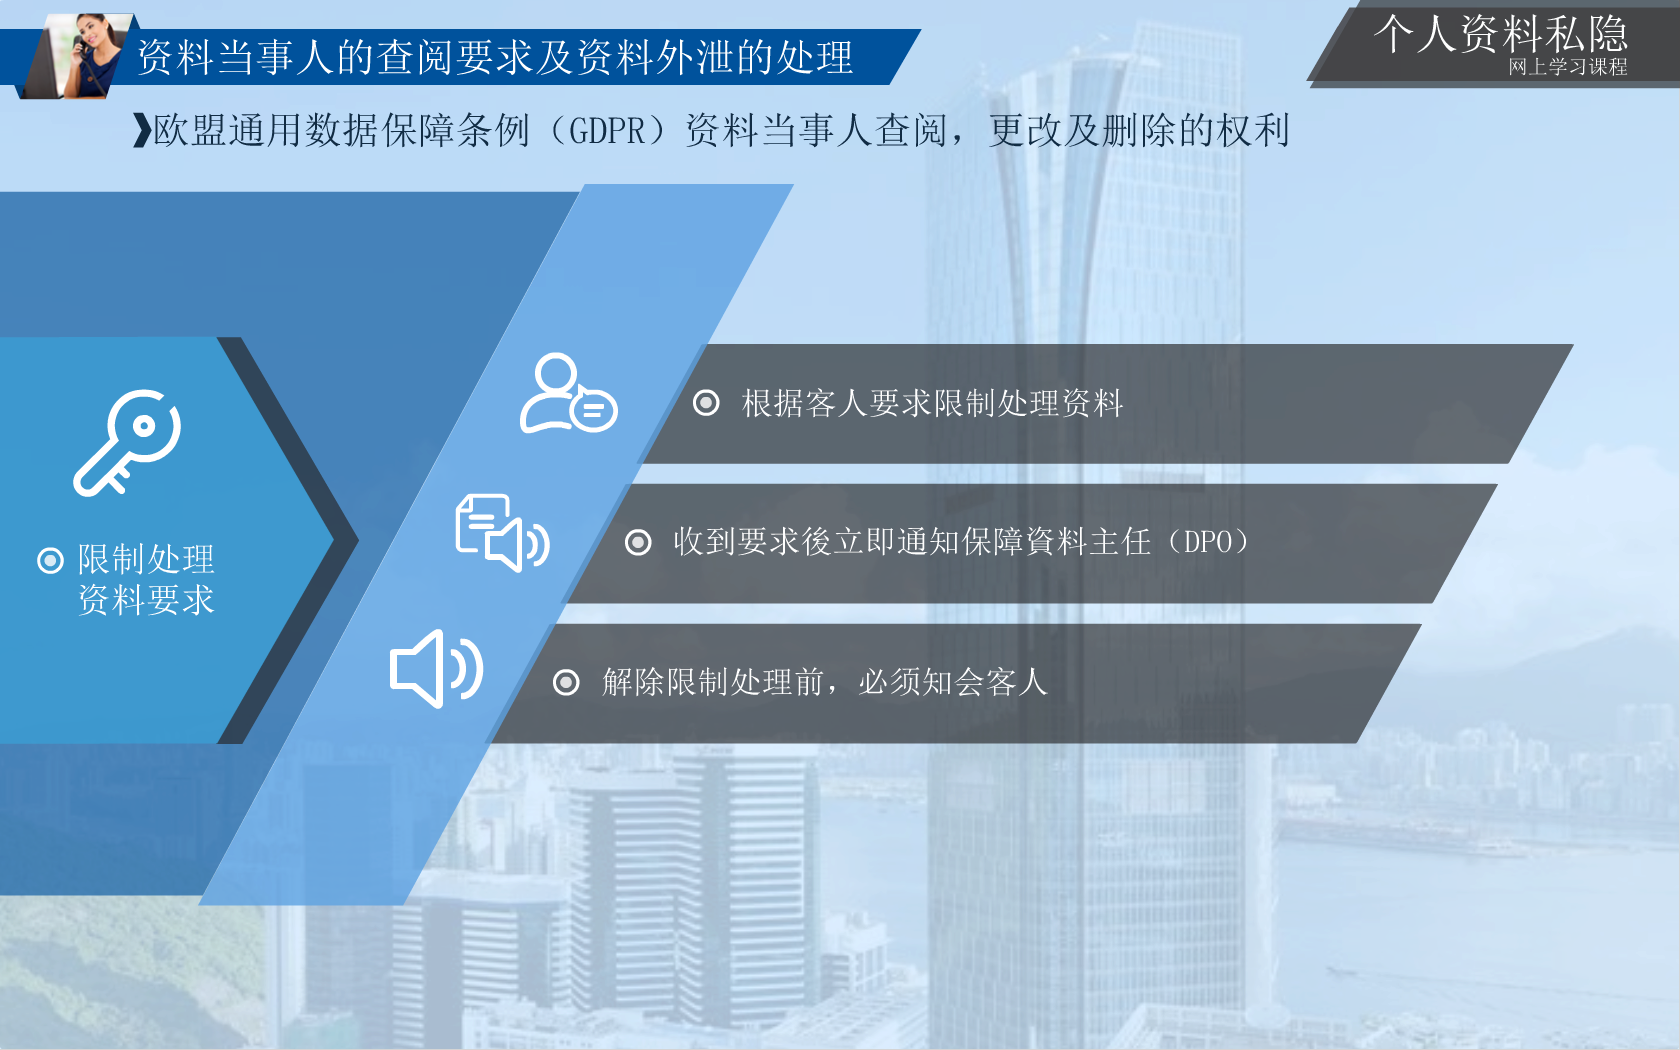 资料当事人的查阅要求及资料外泄的处理
个人资料私隐
网上学习课程
欧盟通用数据保障条例（GDPR）资料当事人查阅，更改及删除的权利
限制处理
资料要求
根据客人要求限制处理资料
收到要求後立即通知保障資料主任（DPO）
解除限制处理前，必须知会客人